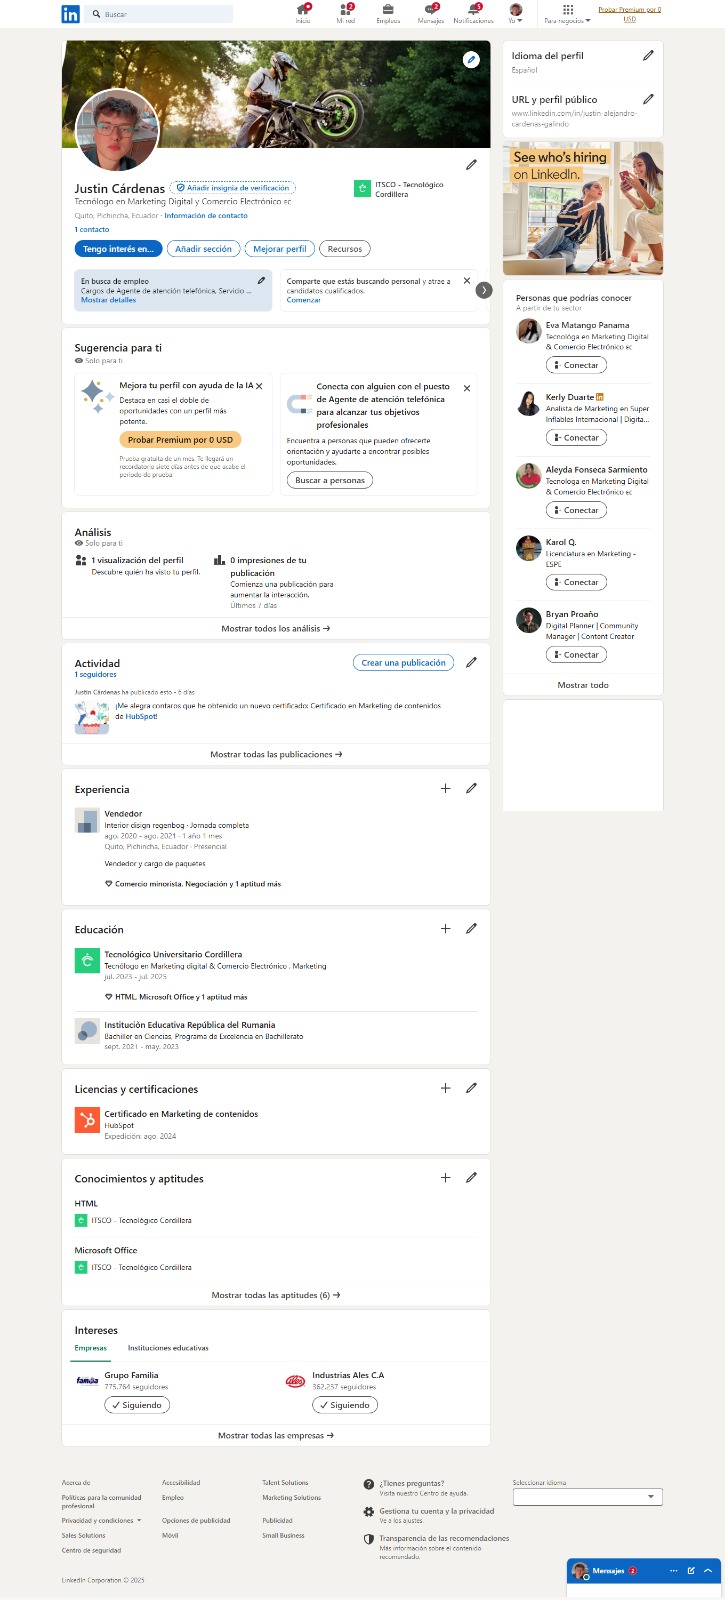 in
Buscar
Inicio
2
Mi red
Empleos
2
Mensajes
5
Notificaciones
Yo
Para negocios
Probar Premium por 0
USD
Justin Cárdenas
Añadir insignia de verificación
Tecnólogo en Marketing Digital y Comercio Electrónico EC
Quito, Pichincha, Ecuador · Información de contacto
1 contacto
ITSCO - Tecnológico
Cordillera
Tengo interés en...
Añadir sección
Mejorar perfil
Recursos
En busca de empleo
Cargos de Agente de atención telefónica, Servicio ...
Mostrar detalles
Comparte que estás buscando personal y atrae a
candidatos cualificados.
Comenzar
Sugerencia para ti
Solo para ti
Mejora tu perfil con ayuda de la IA
Destaca en casi el doble de
oportunidades con un perfil más
potente.
Probar Premium por 0 USD
Prueba gratuita de un mes. Te llegará un
recordatorio siete días antes de que acabe el
periodo de prueba.
Conecta con alguien con el puesto
de Agente de atención telefónica
para alcanzar tus objetivos
profesionales
Encuentra a personas que pueden ofrecerte
orientación y ayudarte a encontrar posibles
oportunidades.
Buscar a personas
Análisis
Solo para ti
1 visualización del perfil
Descubre quién ha visto tu perfil.
0 impresiones de tu
publicación
Comienza una publicación para
aumentar la interacción.
Últimos 7 días
Mostrar todos los análisis →
Actividad
1 seguidores
Crear una publicación
Justin Cárdenas ha publicado esto • 6 días
¡Me alegra contaros que he obtenido un nuevo certificado: Certificado en Marketing de contenidos
de HubSpot!
Mostrar todas las publicaciones →
Experiencia
Vendedor
Interior disign regenbog · Jornada completa
ago. 2020 - ago. 2021 · 1 año 1 mes
Quito, Pichincha, Ecuador · Presencial
Vendedor y cargo de paquetes
Comercio minorista, Negociación y 1 aptitud más
Educación
Tecnológico Universitario Cordillera
Tecnólogo en Marketing digital & Comercio Electrónico , Marketing
jul. 2023 - jul. 2025
HTML, Microsoft Office y 1 aptitud más
Instituciòn Educativa República del Rumania
Bachiller en Ciencias, Programa de Excelencia en Bachillerato
sept. 2021 - may. 2023
Licencias y certificaciones
Certificado en Marketing de contenidos
HubSpot
Expedición: ago. 2024
Conocimientos y aptitudes
HTML
ITSCO - Tecnológico Cordillera
Microsoft Office
ITSCO - Tecnológico Cordillera
Mostrar todas las aptitudes (6) →
Intereses
Empresas
Instituciones educativas
familia
Grupo Familia
775.764 seguidores
Siguiendo
ales
Industrias Ales C.A
362.237 seguidores
Siguiendo
Mostrar todas las empresas →
Idioma del perfil
Español
URL y perfil público
www.linkedin.com/in/justin-alejandro-
cardenas-galindo
See who's hiring
on LinkedIn.
Personas que podrías conocer
A partir de tu sector
Eva Matango Panama
Tecnológa en Marketing Digital
& Comercio Electrónico EC
Conectar
Kerly Duarte in
Analista de Marketing en Super
Inflables Internacional | Digita...
Conectar
Aleyda Fonseca Sarmiento
Tecnologa en Marketing Digital
& Comercio Electrónico EC
Conectar
Karol Q.
Licenciatura en Marketing -
ESPE
Conectar
Bryan Proaño
Digital Planner | Community
Manager | Content Creator
Conectar
Mostrar todo
Acerca de
Accesibilidad
Talent Solutions
Políticas para la comunidad
profesional
Empleo
Marketing Solutions
Privacidad y condiciones
Opciones de publicidad
Publicidad
Sales Solutions
Móvil
Small Business
Centro de seguridad
¿Tienes preguntas?
Visita nuestro Centro de ayuda.
Gestiona tu cuenta y la privacidad
Ve a los ajustes.
Transparencia de las recomendaciones
Más información sobre el contenido
recomendado.
Seleccionar idioma
LinkedIn Corporation © 2025
Mensajes 2